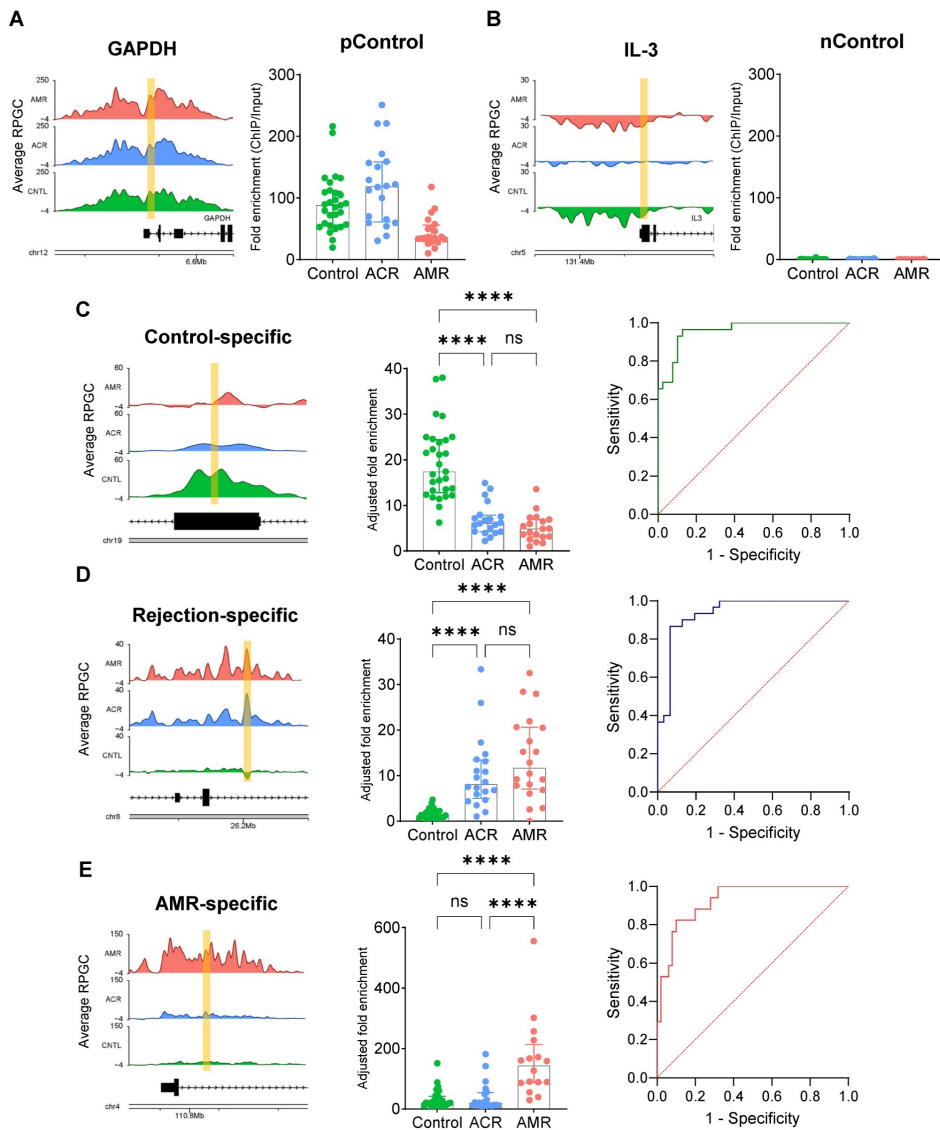 A
GAPDH
Average RPGC
250
AMR
-4
250
ACR
-4
250
CNTL
-4
GAPDH
chr12
6.6Mb
pControl
Fold enrichment (ChIP/Input)
300
200
100
0
Control ACR AMR
B
IL-3
Average RPGC
30
AMR
-4
30
ACR
-4
30
CNTL
-4
IL3
chr5
131.4Mb
nControl
Fold enrichment (ChIP/Input)
300
200
100
0
Control ACR AMR
C
Control-specific
Average RPGC
60
AMR
-4
60
ACR
-4
60
CNTL
-4
chr19
****
**** ns
Adjusted fold enrichment
40
30
20
10
0
Control ACR AMR
Sensitivity
1.0
0.8
0.6
0.4
0.2
0
0 0.2 0.4 0.6 0.8 1.0
1 - Specificity
D
Rejection-specific
Average RPGC
40
AMR
-4
40
ACR
-4
40
CNTL
-4
chr8
26.2Mb
****
**** ns
Adjusted fold enrichment
40
30
20
10
0
Control ACR AMR
Sensitivity
1.0
0.8
0.6
0.4
0.2
0
0 0.2 0.4 0.6 0.8 1.0
1 - Specificity
E
AMR-specific
Average RPGC
150
AMR
-4
150
ACR
-4
150
CNTL
-4
chr4
110.8Mb
****
ns ****
Adjusted fold enrichment
600
400
200
0
Control ACR AMR
Sensitivity
1.0
0.8
0.6
0.4
0.2
0
0 0.2 0.4 0.6 0.8 1.0
1 - Specificity